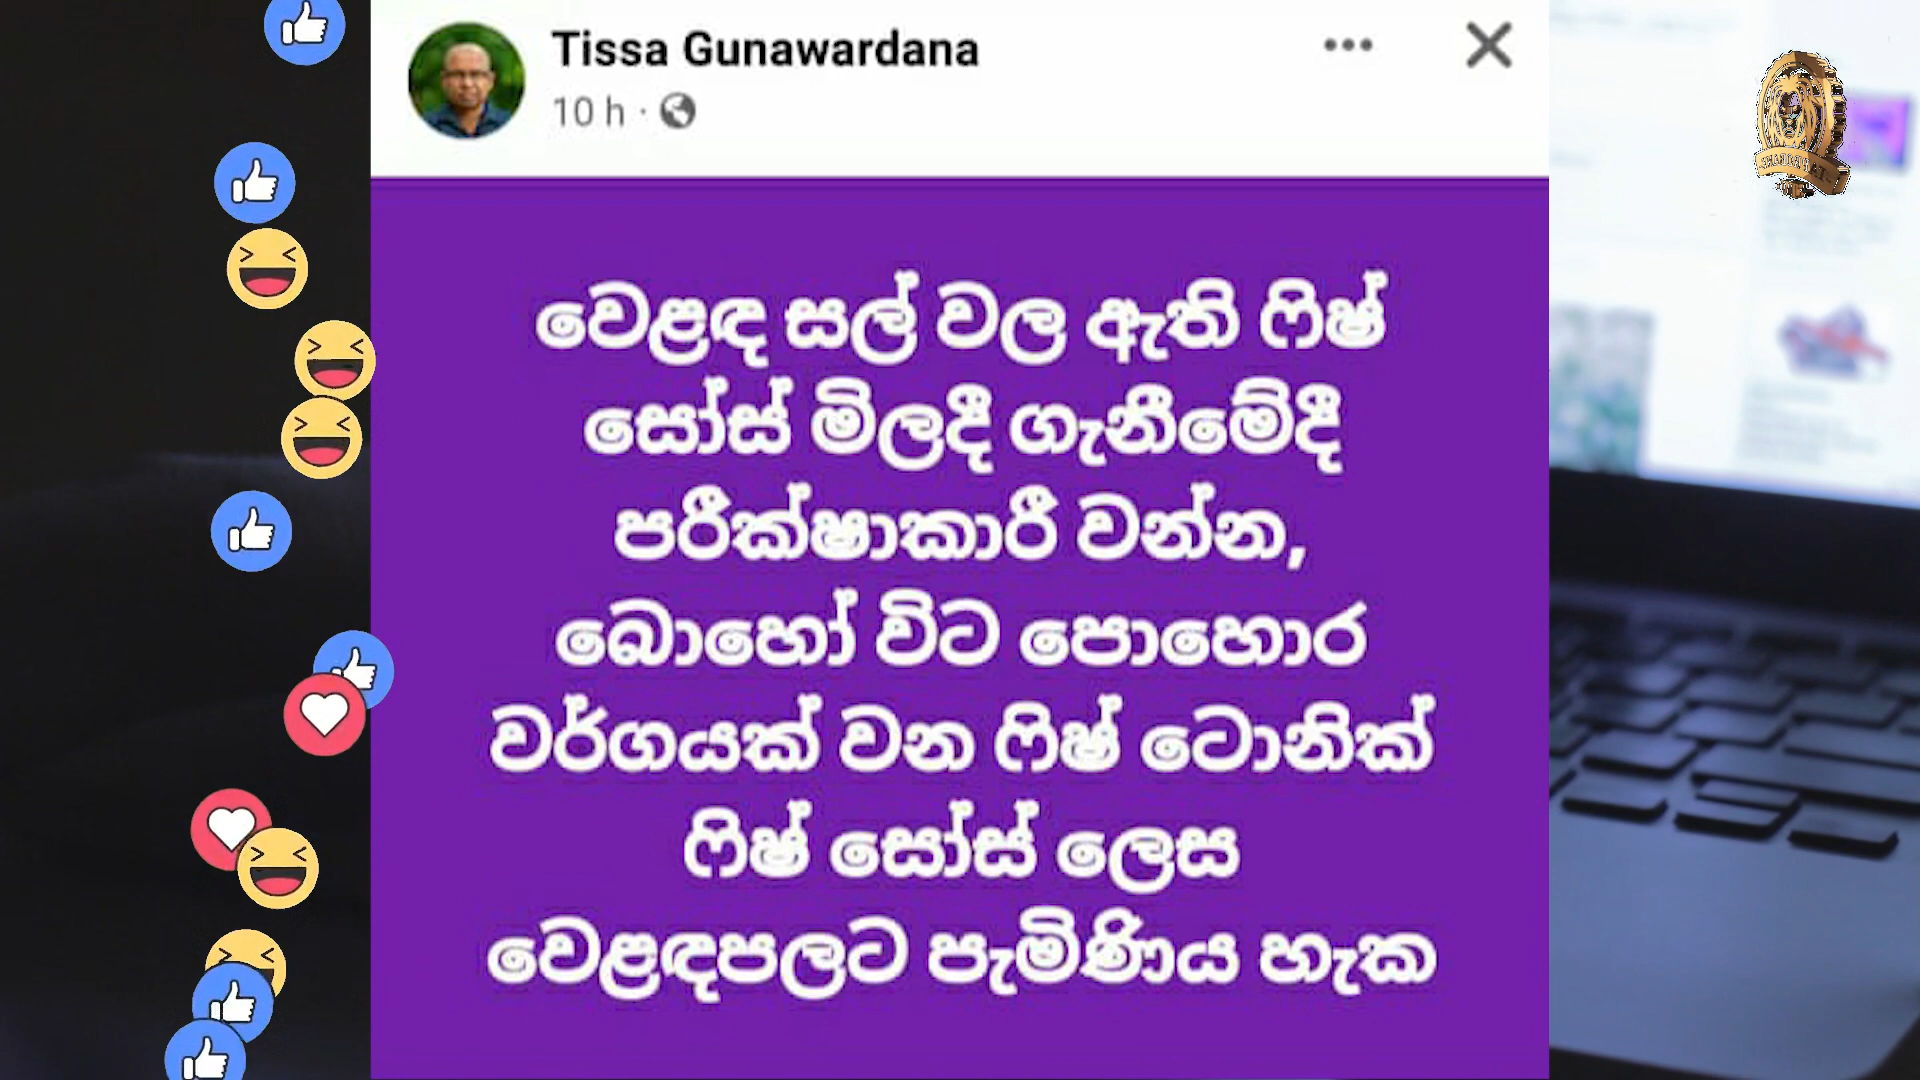 Tissa Gunawardana
10 h ·
වෙළඳ සල් වල ඇති ෆිෂ්
සෝස් මිලදී ගැනීමේදී
පරීක්ෂාකාරී වන්න,
බොහෝ විට පොහොර
වර්ගයක් වන ෆිෂ් ටොනික්
ෆිෂ් සෝස් ලෙස
වෙළඳපලට පැමිණිය හැක